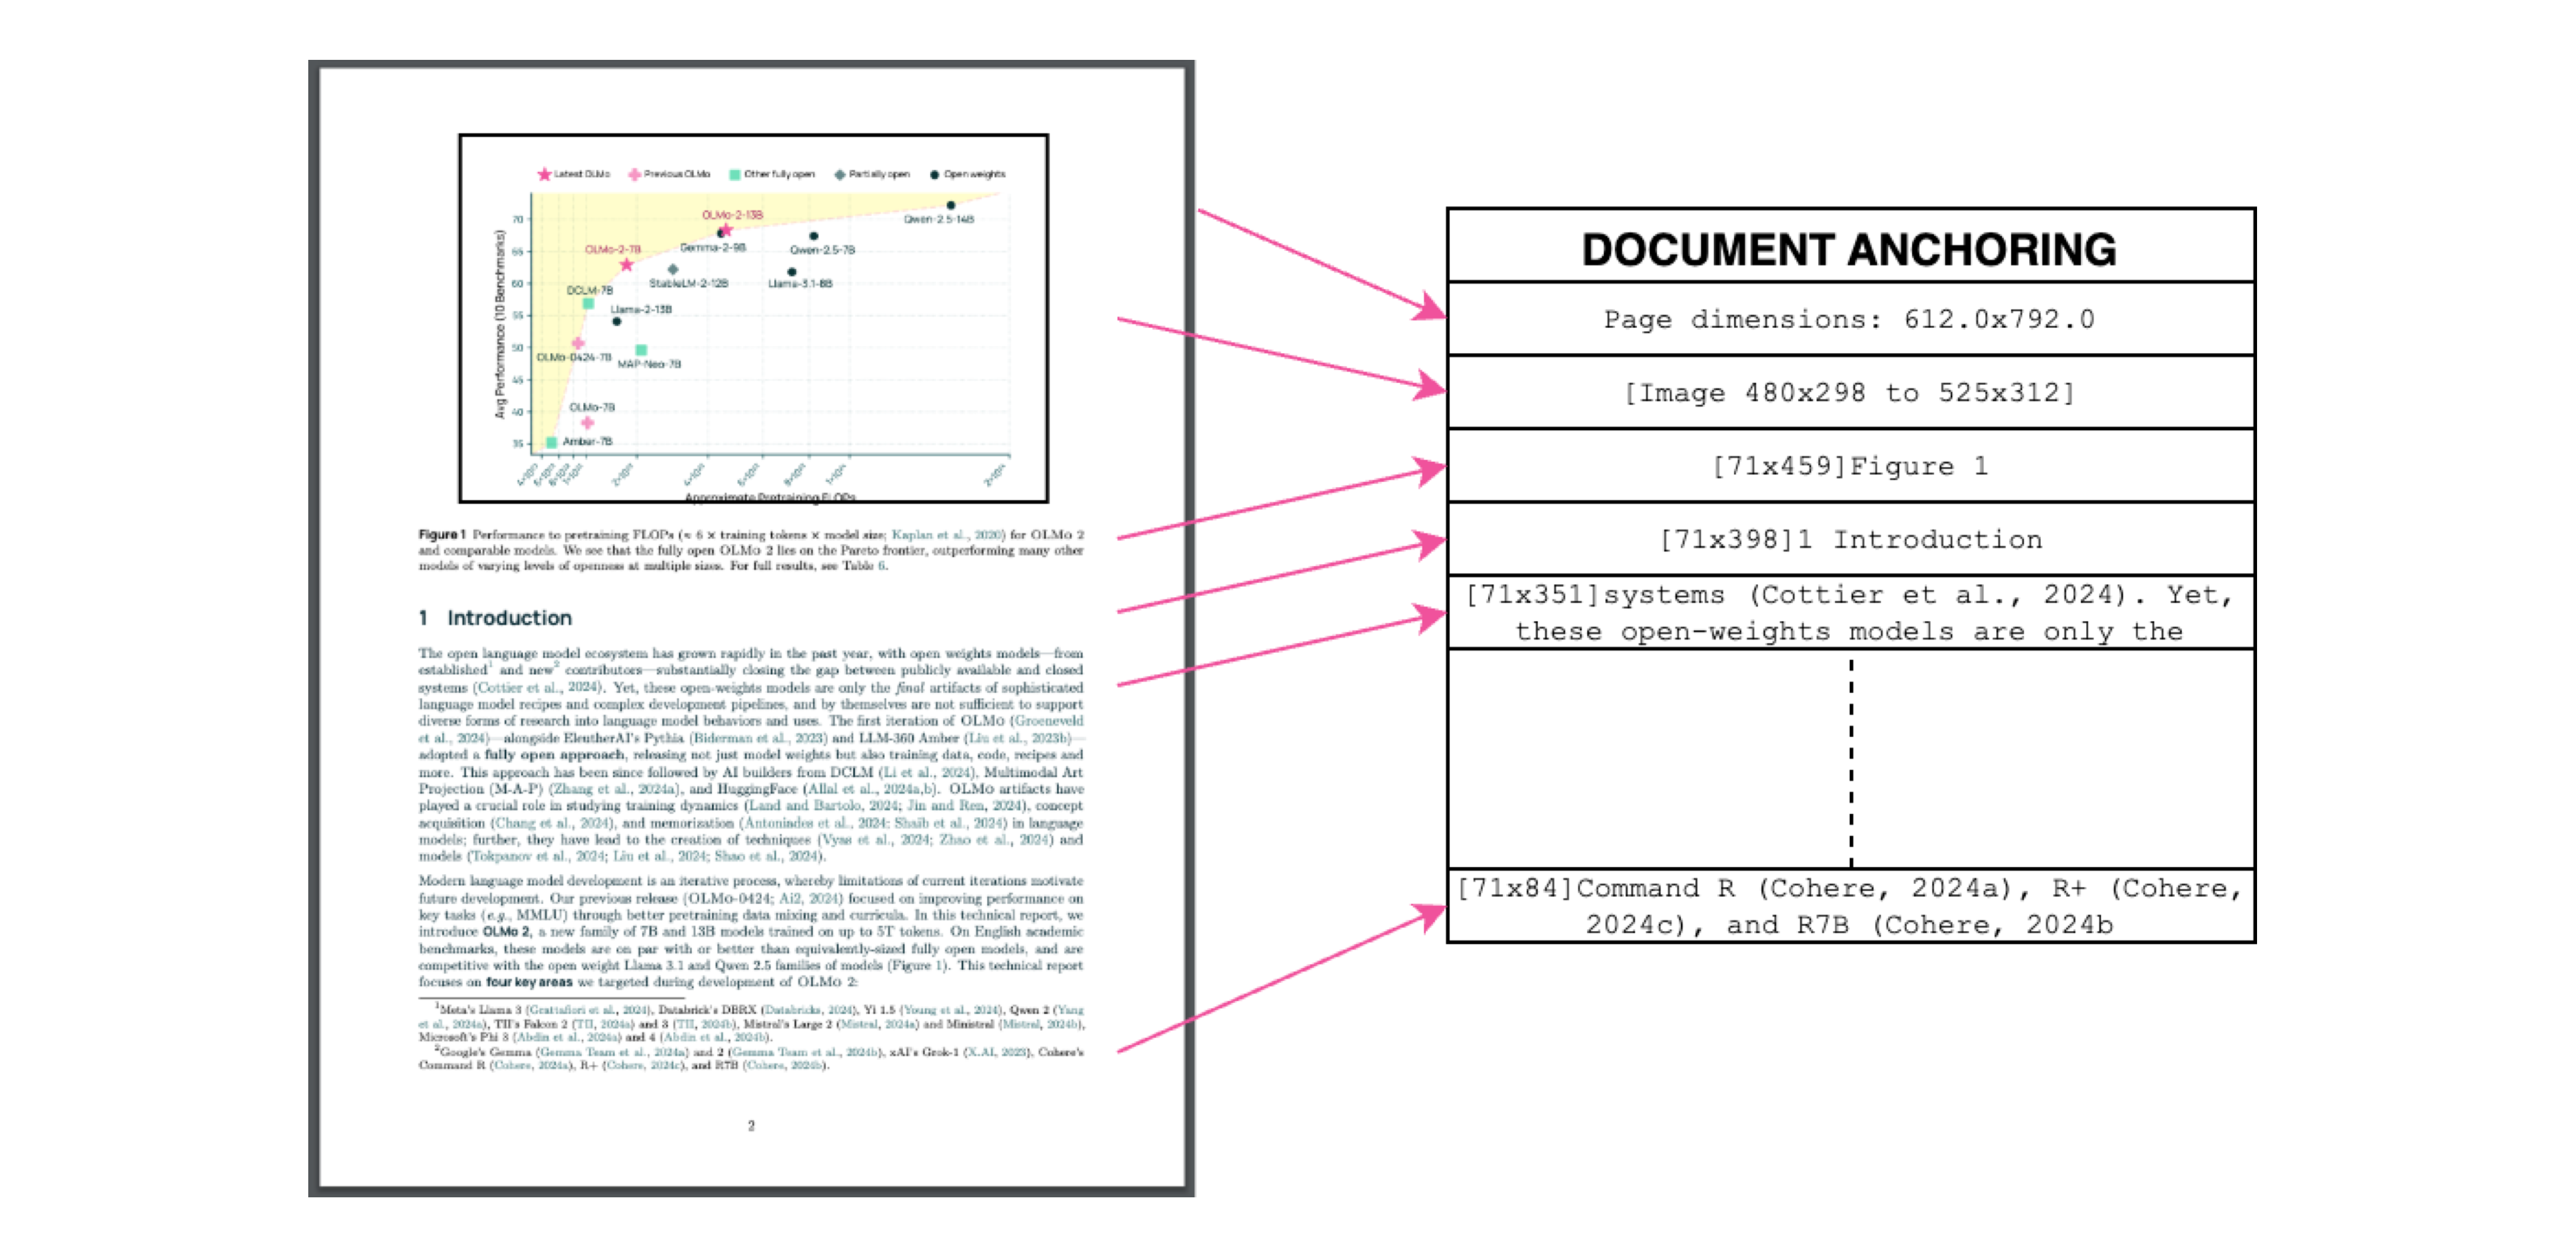 Latest OLMo Previous OLMo Other fully open Partially open Open weights
Avg Performance (10 Benchmarks)
70
65
60
55
50
45
40
35
OLMo-2-13B
Qwen-2.5-14B
OLMo-2-7B
Gemma-2-9B
Qwen-2.5-7B
StableLM-2-12B
Llama-3.1-8B
DCLM-7B
Llama-2-13B
OLMo-0424-7B
MAP-Neo-7B
OLMo-7B
Amber-7B
Approximate Pretraining FLOPs
Figure 1 Performance to pretraining FLOPs (≈ 6 × training tokens × model size; Kaplan et al., 2020) for OLMo 2
and comparable models. We see that the fully open OLMo 2 lies on the Pareto frontier, outperforming many other
models of varying levels of openness at multiple sizes. For full results, see Table 6.
1 Introduction
The open language model ecosystem has grown rapidly in the past year, with open weights models—from
established¹ and new² contributors—substantially closing the gap between publicly available and closed
systems (Cottier et al., 2024). Yet, these open-weights models are only the final artifacts of sophisticated
language model recipes and complex development pipelines, and by themselves are not sufficient to support
diverse forms of research into language model behaviors and uses. The first iteration of OLMo (Groeneveld
et al., 2024)—alongside EleutherAI's Pythia (Biderman et al., 2023) and LLM-360 Amber (Liu et al., 2023b)—
adopted a fully open approach, releasing not just model weights but also training data, code, recipes and
more. This approach has been since followed by AI builders from DCLM (Li et al., 2024), Multimodal Art
Projection (M-A-P) (Zhang et al., 2024a), and HuggingFace (Allal et al., 2024a,b). OLMo artifacts have
played a crucial role in studying training dynamics (Land and Bartolo, 2024; Jin and Ren, 2024), concept
acquisition (Chang et al., 2024), and memorization (Antoniades et al., 2024; Shaib et al., 2024) in language
models; further, they have lead to the creation of techniques (Vyas et al., 2024; Zhao et al., 2024) and
models (Tokpanov et al., 2024; Liu et al., 2024; Shao et al., 2024).
Modern language model development is an iterative process, whereby limitations of current iterations motivate
future development. Our previous release (OLMo-0424; Ai2, 2024) focused on improving performance on
key tasks (e.g., MMLU) through better pretraining data mixing and curricula. In this technical report, we
introduce OLMo 2, a new family of 7B and 13B models trained on up to 5T tokens. On English academic
benchmarks, these models are on par with or better than equivalently-sized fully open models, and are
competitive with the open weight Llama 3.1 and Qwen 2.5 families of models (Figure 1). This technical report
focuses on four key areas we targeted during development of OLMo 2:
¹Meta's Llama 3 (Grattafiori et al., 2024), Databrick's DBRX (Databricks, 2024), Yi 1.5 (Young et al., 2024), Qwen 2 (Yang
et al., 2024a), TII's Falcon 2 (TII, 2024a) and 3 (TII, 2024b), Mistral's Large 2 (Mistral, 2024a) and Ministral (Mistral, 2024b),
Microsoft's Phi 3 (Abdin et al., 2024a) and 4 (Abdin et al., 2024b).
²Google's Gemma (Gemma Team et al., 2024a) and 2 (Gemma Team et al., 2024b), xAI's Grok-1 (X.AI, 2023), Cohere's
Command R (Cohere, 2024a), R+ (Cohere, 2024c), and R7B (Cohere, 2024b).
2
DOCUMENT ANCHORING
Page dimensions: 612.0x792.0
[Image 480x298 to 525x312]
[71x459]Figure 1
[71x398]1 Introduction
[71x351]systems (Cottier et al., 2024). Yet,
these open-weights models are only the
[71x84]Command R (Cohere, 2024a), R+ (Cohere,
2024c), and R7B (Cohere, 2024b